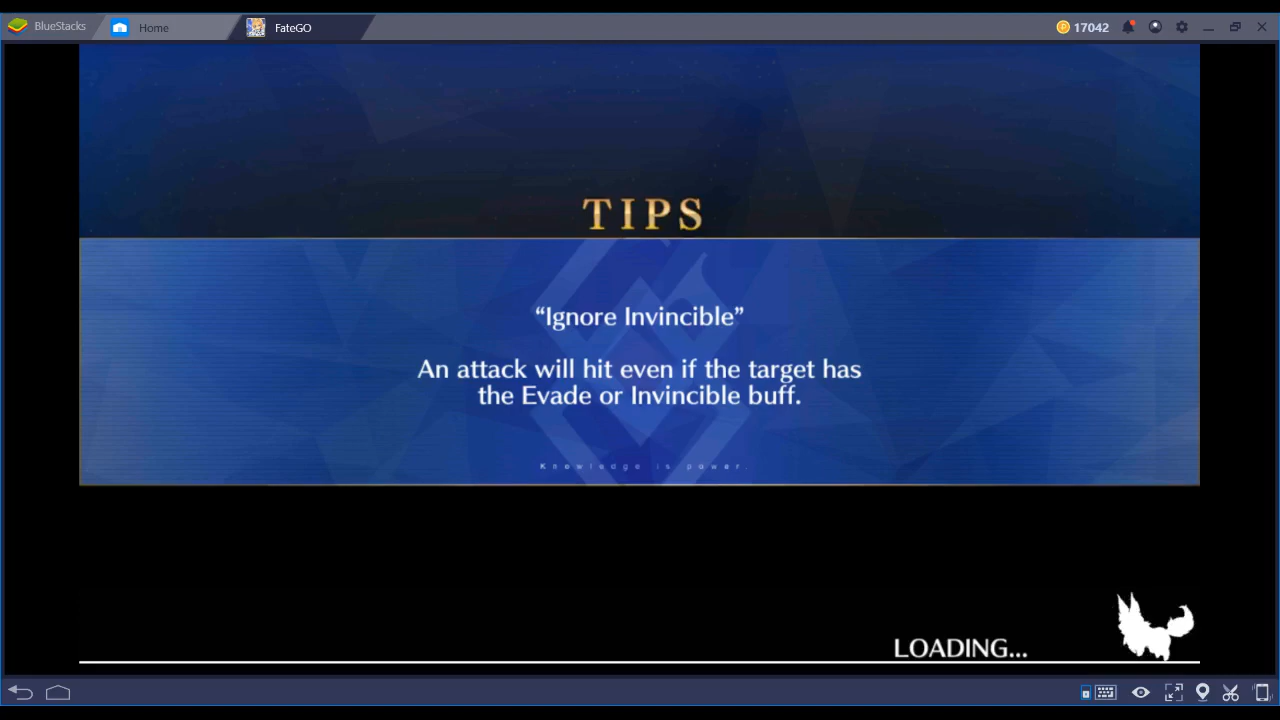 BlueStacks
Home
FateGO
17042
TIPS
“Ignore Invincible”
An attack will hit even if the target has
the Evade or Invincible buff.
Knowledge is power.
LOADING...